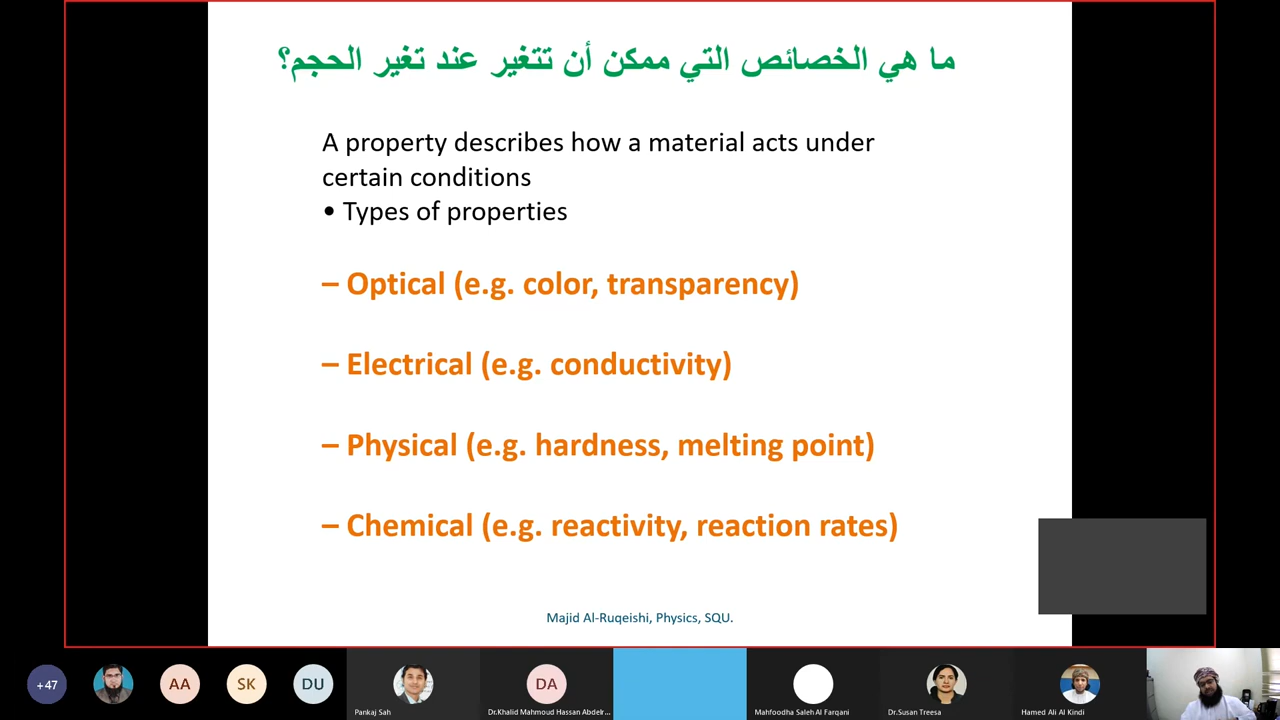 ما هي الخصائص التي ممكن أن تتغير عند تغير الحجم؟
A property describes how a material acts under
certain conditions
• Types of properties
– Optical (e.g. color, transparency)
– Electrical (e.g. conductivity)
– Physical (e.g. hardness, melting point)
– Chemical (e.g. reactivity, reaction rates)
Majid Al-Ruqeishi, Physics, SQU.
+47
AA
SK
DU
Pankaj Sah
DA
Dr.Khalid Mahmoud Hassan Abdelr...
Mahfoodha Saleh Al Farqani
Dr.Susan Treesa
Hamed Ali Al Kindi